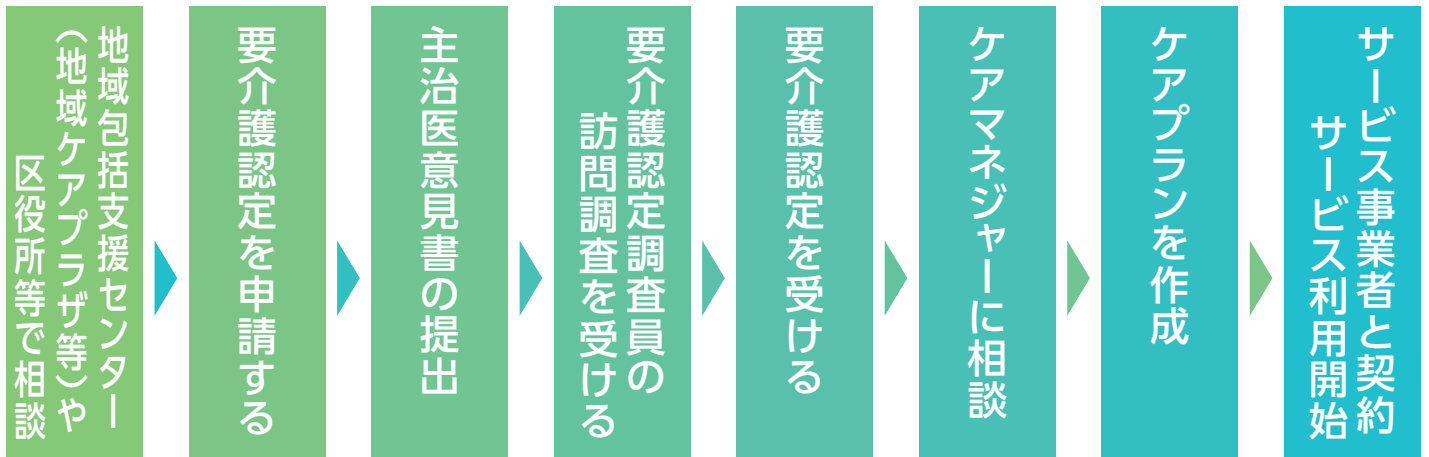 地域包括支援センター
（地域ケアプラザ等）や
区役所等で相談
要介護認定を申請する
主治医意見書の提出
要介護認定調査員の
訪問調査を受ける
要介護認定を受ける
ケアマネジャーに相談
ケアプランを作成
サービス事業者と契約
サービス利用開始